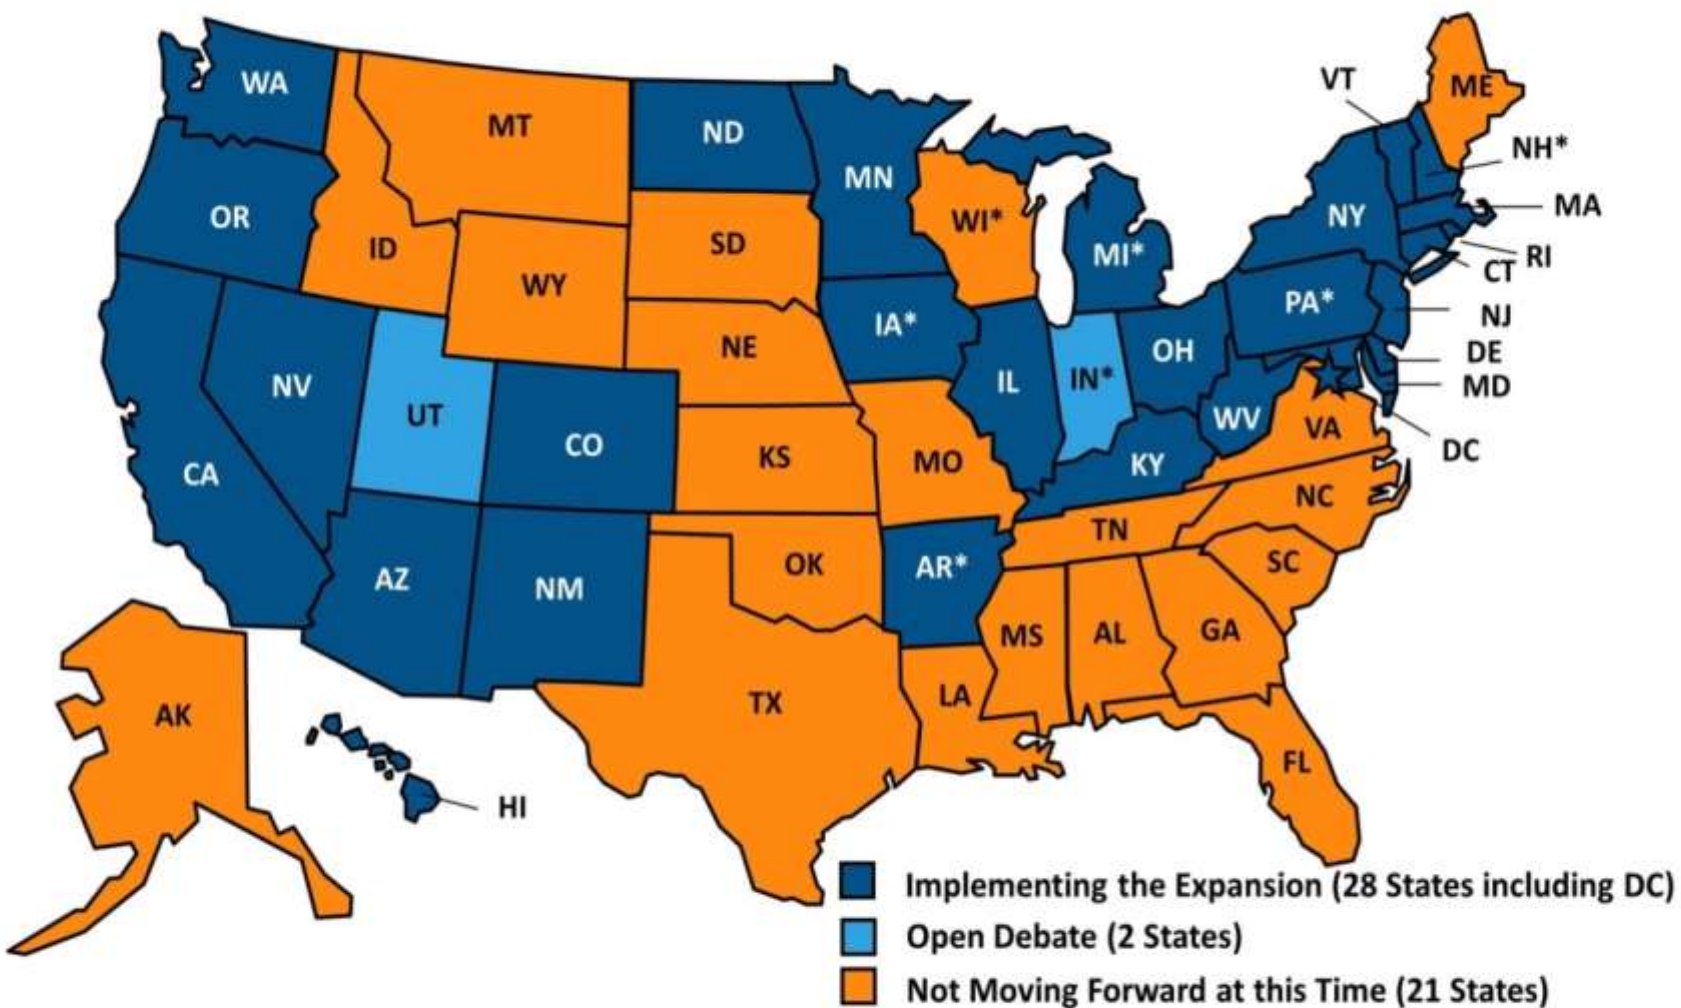 WA
MT
ND
MN
VT
ME
NH*
OR
ID
SD
WI*
MI*
NY
MA
RI
CT
WY
IA*
PA*
NJ
NE
OH
DE
NV
UT
IL
IN*
MD
CO
WV
VA
DC
CA
KS
MO
KY
NC
TN
AZ
NM
OK
AR*
SC
MS
AL
GA
TX
LA
AK
FL
HI
Implementing the Expansion (28 States including DC)
Open Debate (2 States)
Not Moving Forward at this Time (21 States)